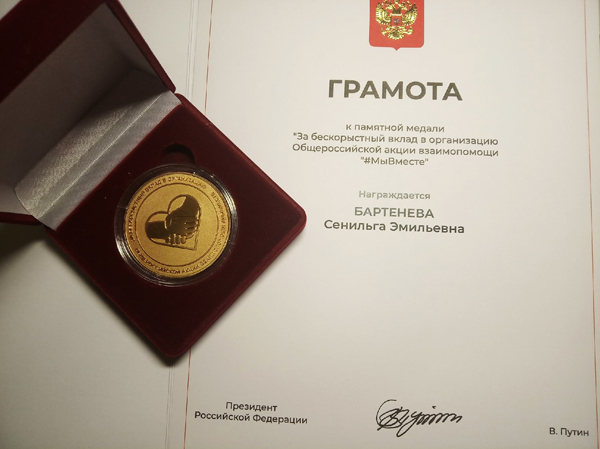 ГРАМОТА
к памятной медали
"За бескорыстный вклад в организацию
Общероссийской акции взаимопомощи
"#МыВместе"
Награждается
БАРТЕНЕВА
Сенильга Эмильевна
Президент
Российской Федерации
В. Путин